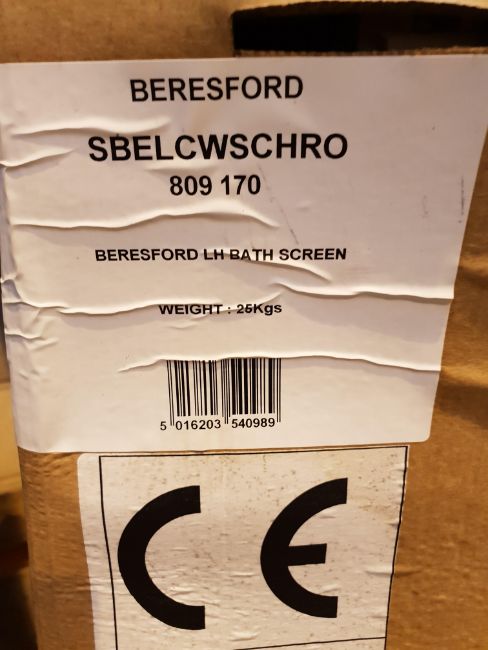 BERESFORD
SBELCWSCHRO
809 170
BERESFORD LH BATH SCREEN
WEIGHT : 25Kgs
5 016203 540989
CE